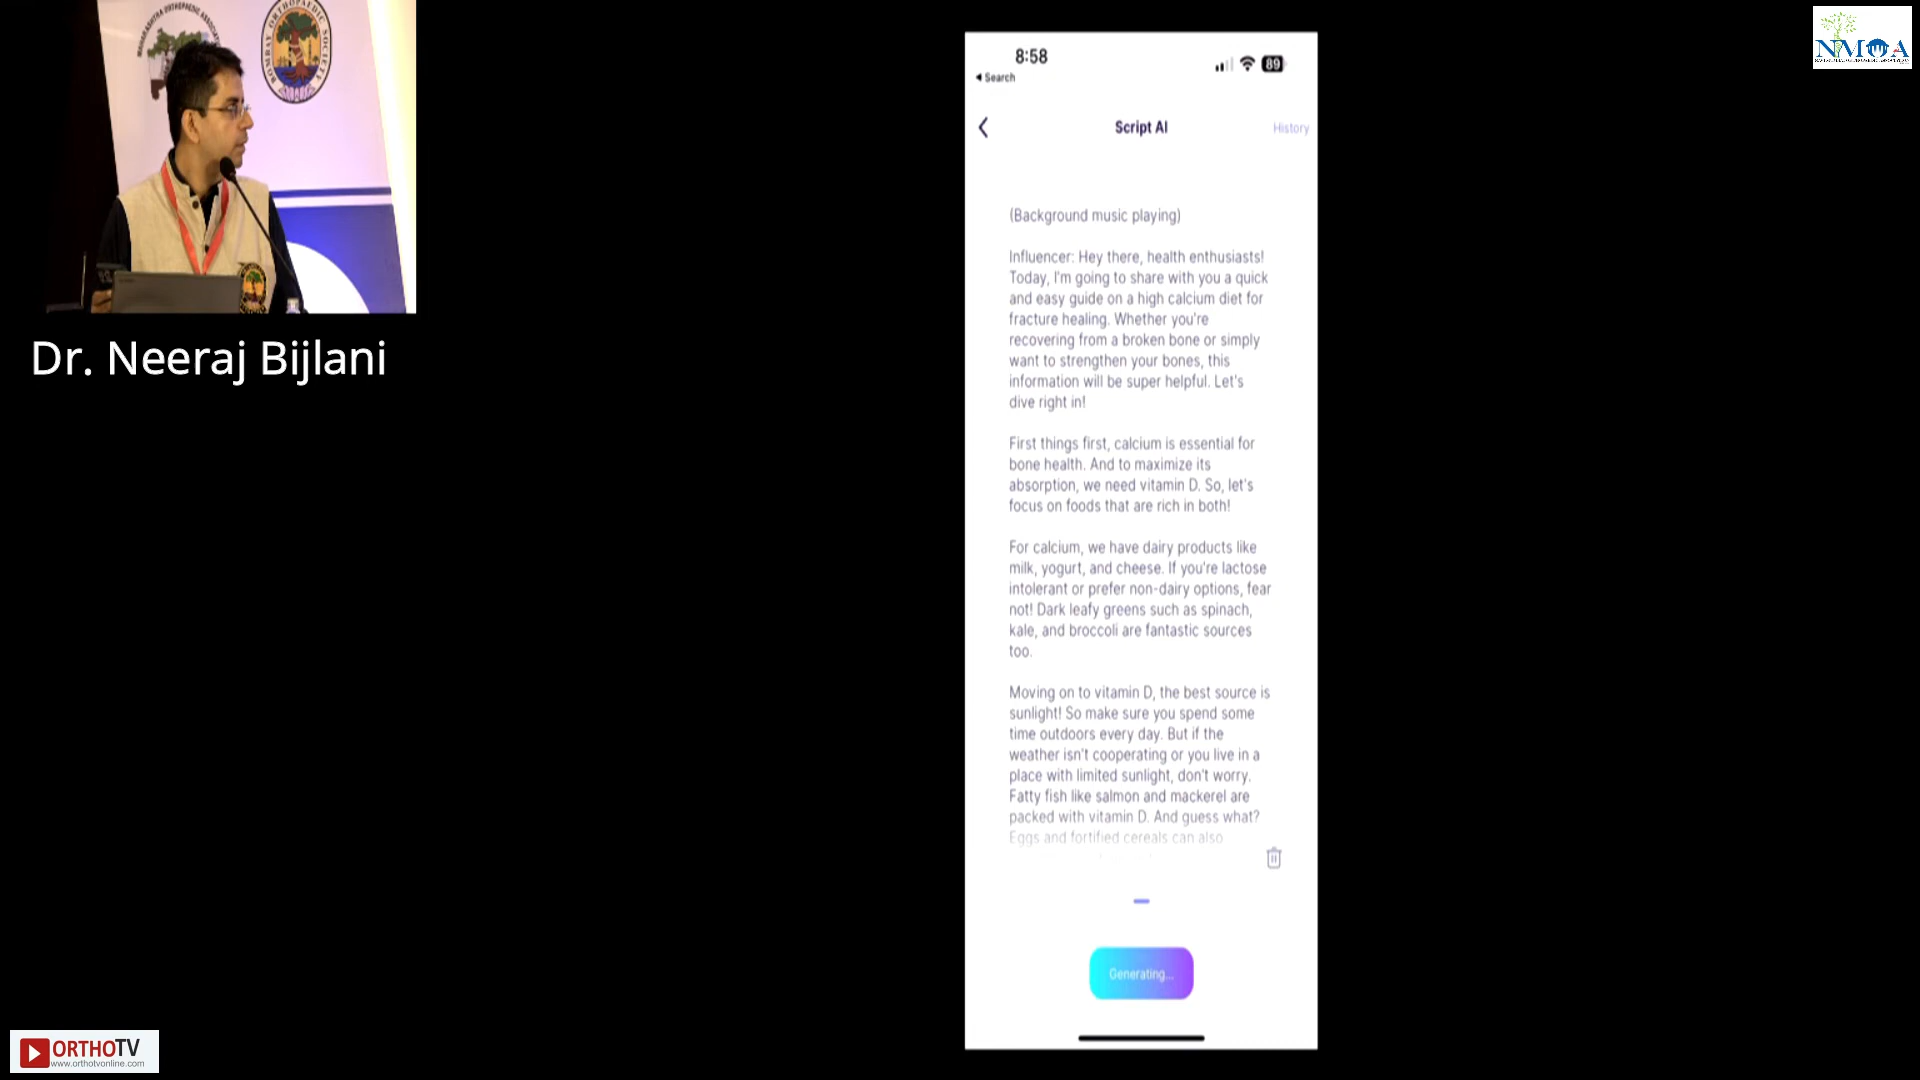 MAHARASHTRA ORTHOPAEDIC ASSOCIATION
BOMBAY ORTHOPAEDIC SOCIETY
Dr. Neeraj Bijlani
8:58
Search
89
Script AI
History
(Background music playing)
Influencer: Hey there, health enthusiasts!
Today, I'm going to share with you a quick
and easy guide on a high calcium diet for
fracture healing. Whether you're
recovering from a broken bone or simply
want to strengthen your bones, this
information will be super helpful. Let's
dive right in!
First things first, calcium is essential for
bone health. And to maximize its
absorption, we need vitamin D. So, let's
focus on foods that are rich in both!
For calcium, we have dairy products like
milk, yogurt, and cheese. If you're lactose
intolerant or prefer non-dairy options, fear
not! Dark leafy greens such as spinach,
kale, and broccoli are fantastic sources
too.
Moving on to vitamin D, the best source is
sunlight! So make sure you spend some
time outdoors every day. But if the
weather isn't cooperating or you live in a
place with limited sunlight, don't worry.
Fatty fish like salmon and mackerel are
packed with vitamin D. And guess what?
Eggs and fortified cereals can also
Generating...
NMOA
ORTHOTV
www.orthotvonline.com